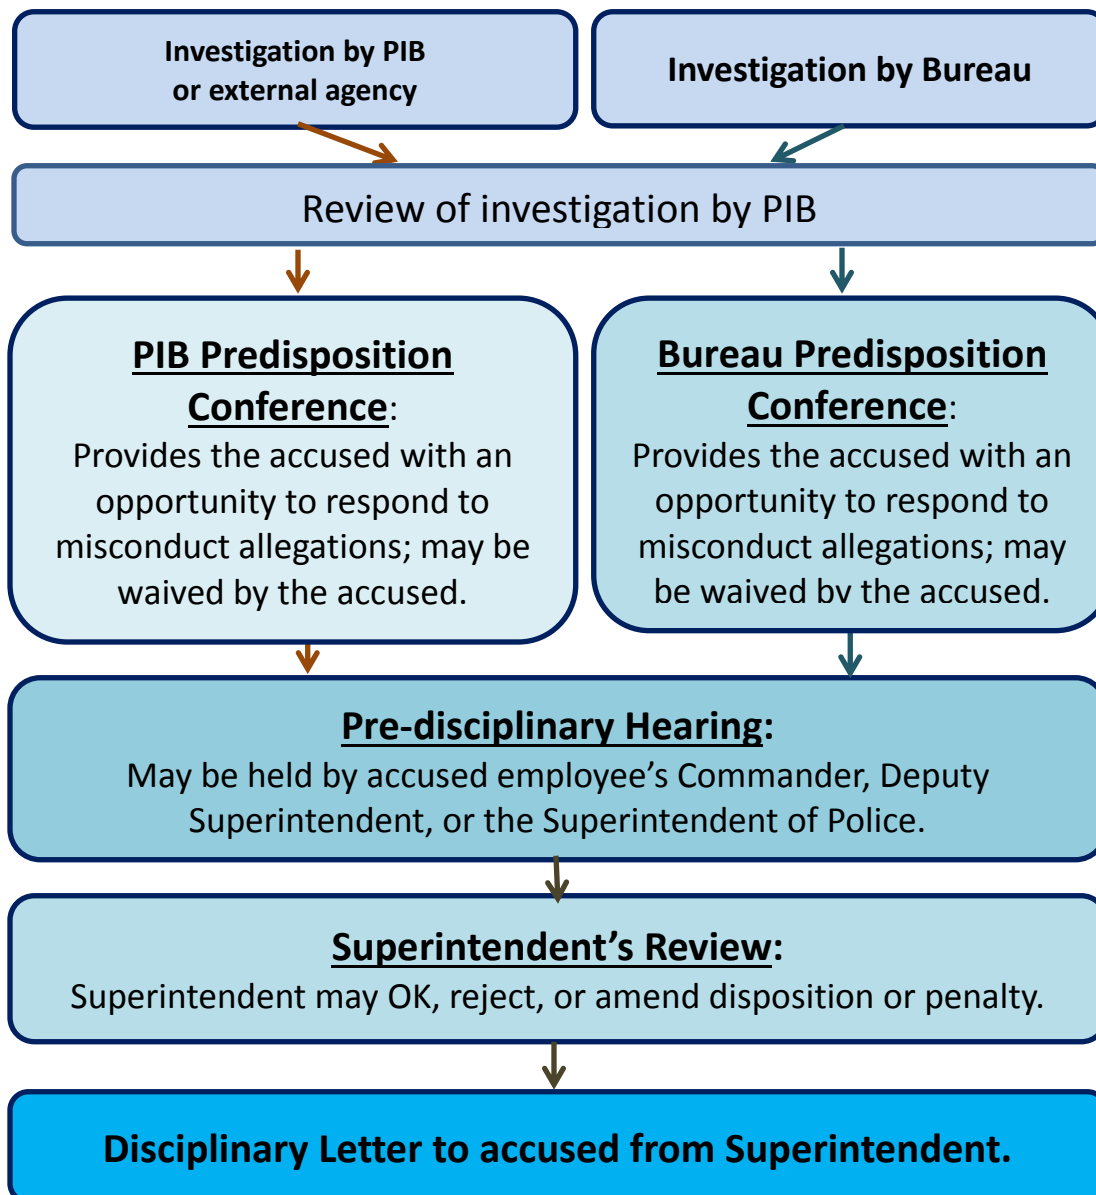 Investigation by PIB
or external agency
Investigation by Bureau
Review of investigation by PIB
PIB Predisposition
Conference:
Provides the accused with an
opportunity to respond to
misconduct allegations; may be
waived by the accused.
Bureau Predisposition
Conference:
Provides the accused with an
opportunity to respond to
misconduct allegations; may
be waived by the accused.
Pre-disciplinary Hearing:
May be held by accused employee’s Commander, Deputy
Superintendent, or the Superintendent of Police.
Superintendent’s Review:
Superintendent may OK, reject, or amend disposition or penalty.
Disciplinary Letter to accused from Superintendent.